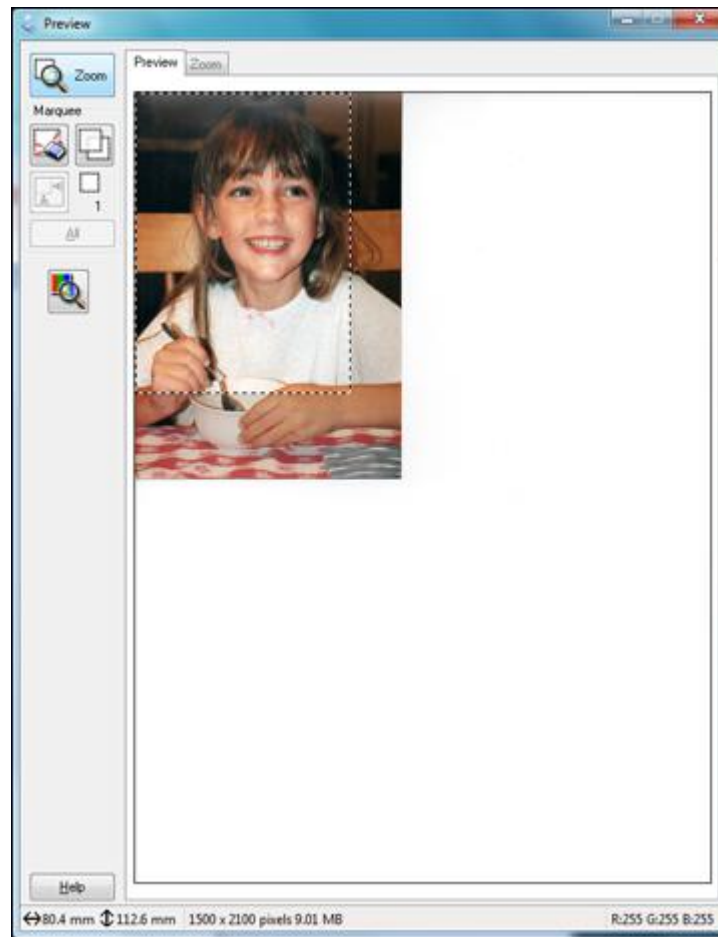 Preview
Zoom
Preview Zoom
Marquee
1
All
Help
80.4 mm 112.6 mm 1500 x 2100 pixels 9.01 MB R:255 G:255 B:255